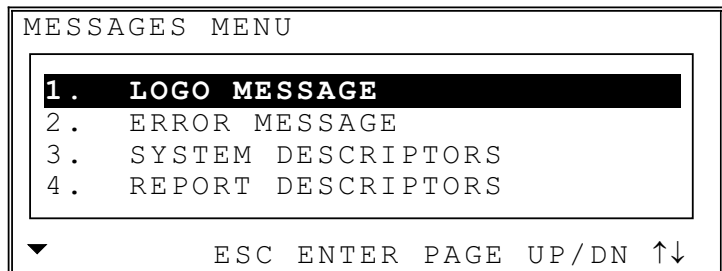 MESSAGES MENU
1. LOGO MESSAGE
2. ERROR MESSAGE
3. SYSTEM DESCRIPTORS
4. REPORT DESCRIPTORS
ESC ENTER PAGE UP/DN ↑↓